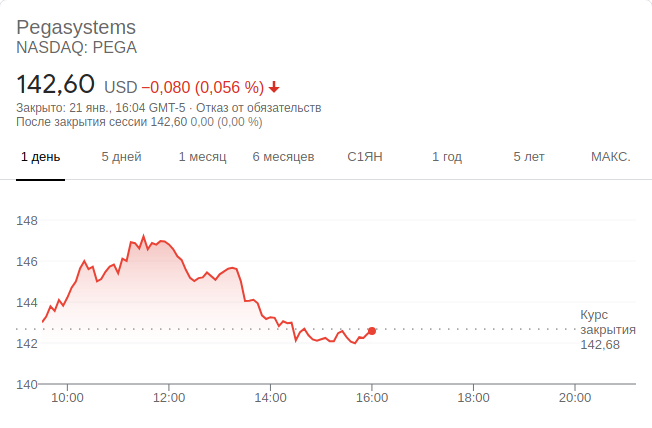 Pegasystems
NASDAQ: PEGA
142,60 USD −0,080 (0,056 %)
Закрыто: 21 янв., 16:04 GMT-5 · Отказ от обязательств
После закрытия сессии 142,60 0,00 (0,00 %)
1 день 5 дней 1 месяц 6 месяцев С1ЯН 1 год 5 лет МАКС.
148
146
144
Курс
закрытия
142,68
142
140
10:00 12:00 14:00 16:00 18:00 20:00